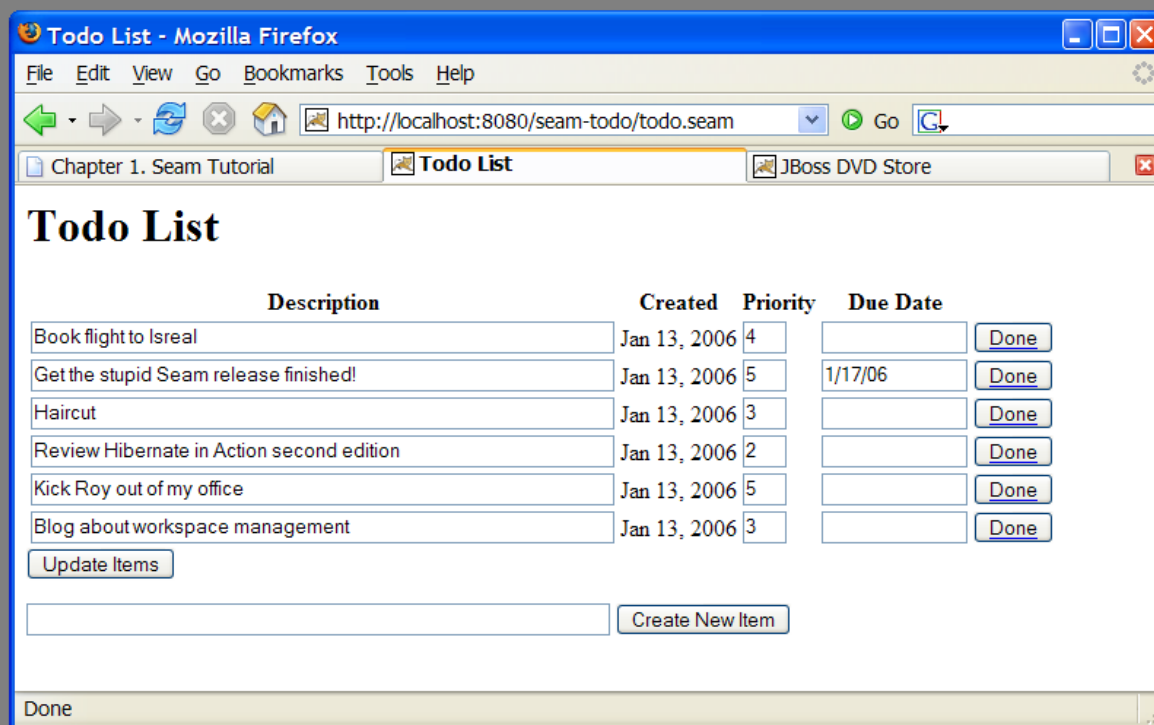 Todo List - Mozilla Firefox
File Edit View Go Bookmarks Tools Help
http://localhost:8080/seam-todo/todo.seam Go G
Chapter 1. Seam Tutorial Todo List JBoss DVD Store
Todo List
Description Created Priority Due Date
Book flight to Isreal Jan 13, 2006 4 Done
Get the stupid Seam release finished! Jan 13, 2006 5 1/17/06 Done
Haircut Jan 13, 2006 3 Done
Review Hibernate in Action second edition Jan 13, 2006 2 Done
Kick Roy out of my office Jan 13, 2006 5 Done
Blog about workspace management Jan 13, 2006 3 Done
Update Items
Create New Item
Done